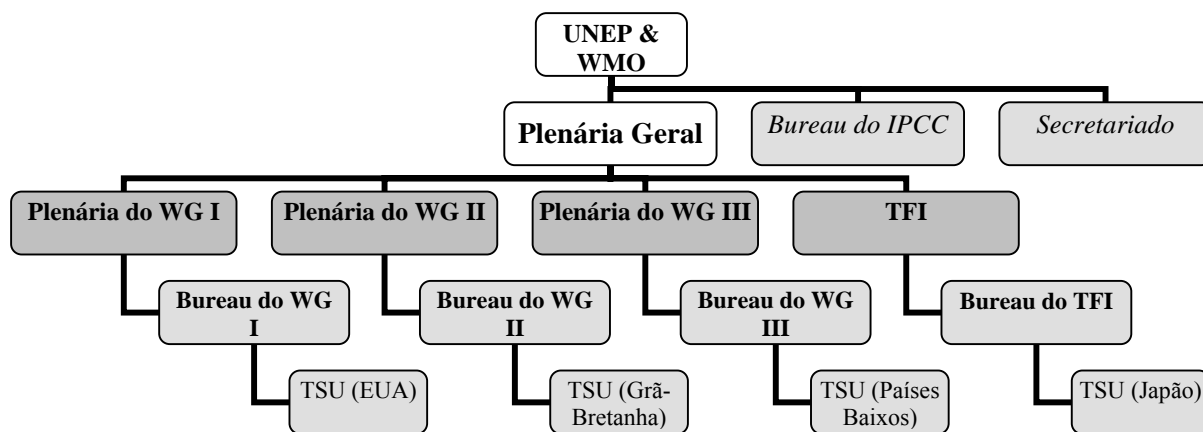 UNEP &
WMO
Plenária Geral
Bureau do IPCC
Secretariado
Plenária do WG I
Plenária do WG II
Plenária do WG III
TFI
Bureau do WG
I
Bureau do WG
II
Bureau do WG
III
Bureau do TFI
TSU (EUA)
TSU (Grã-
Bretanha)
TSU (Países
Baixos)
TSU (Japão)